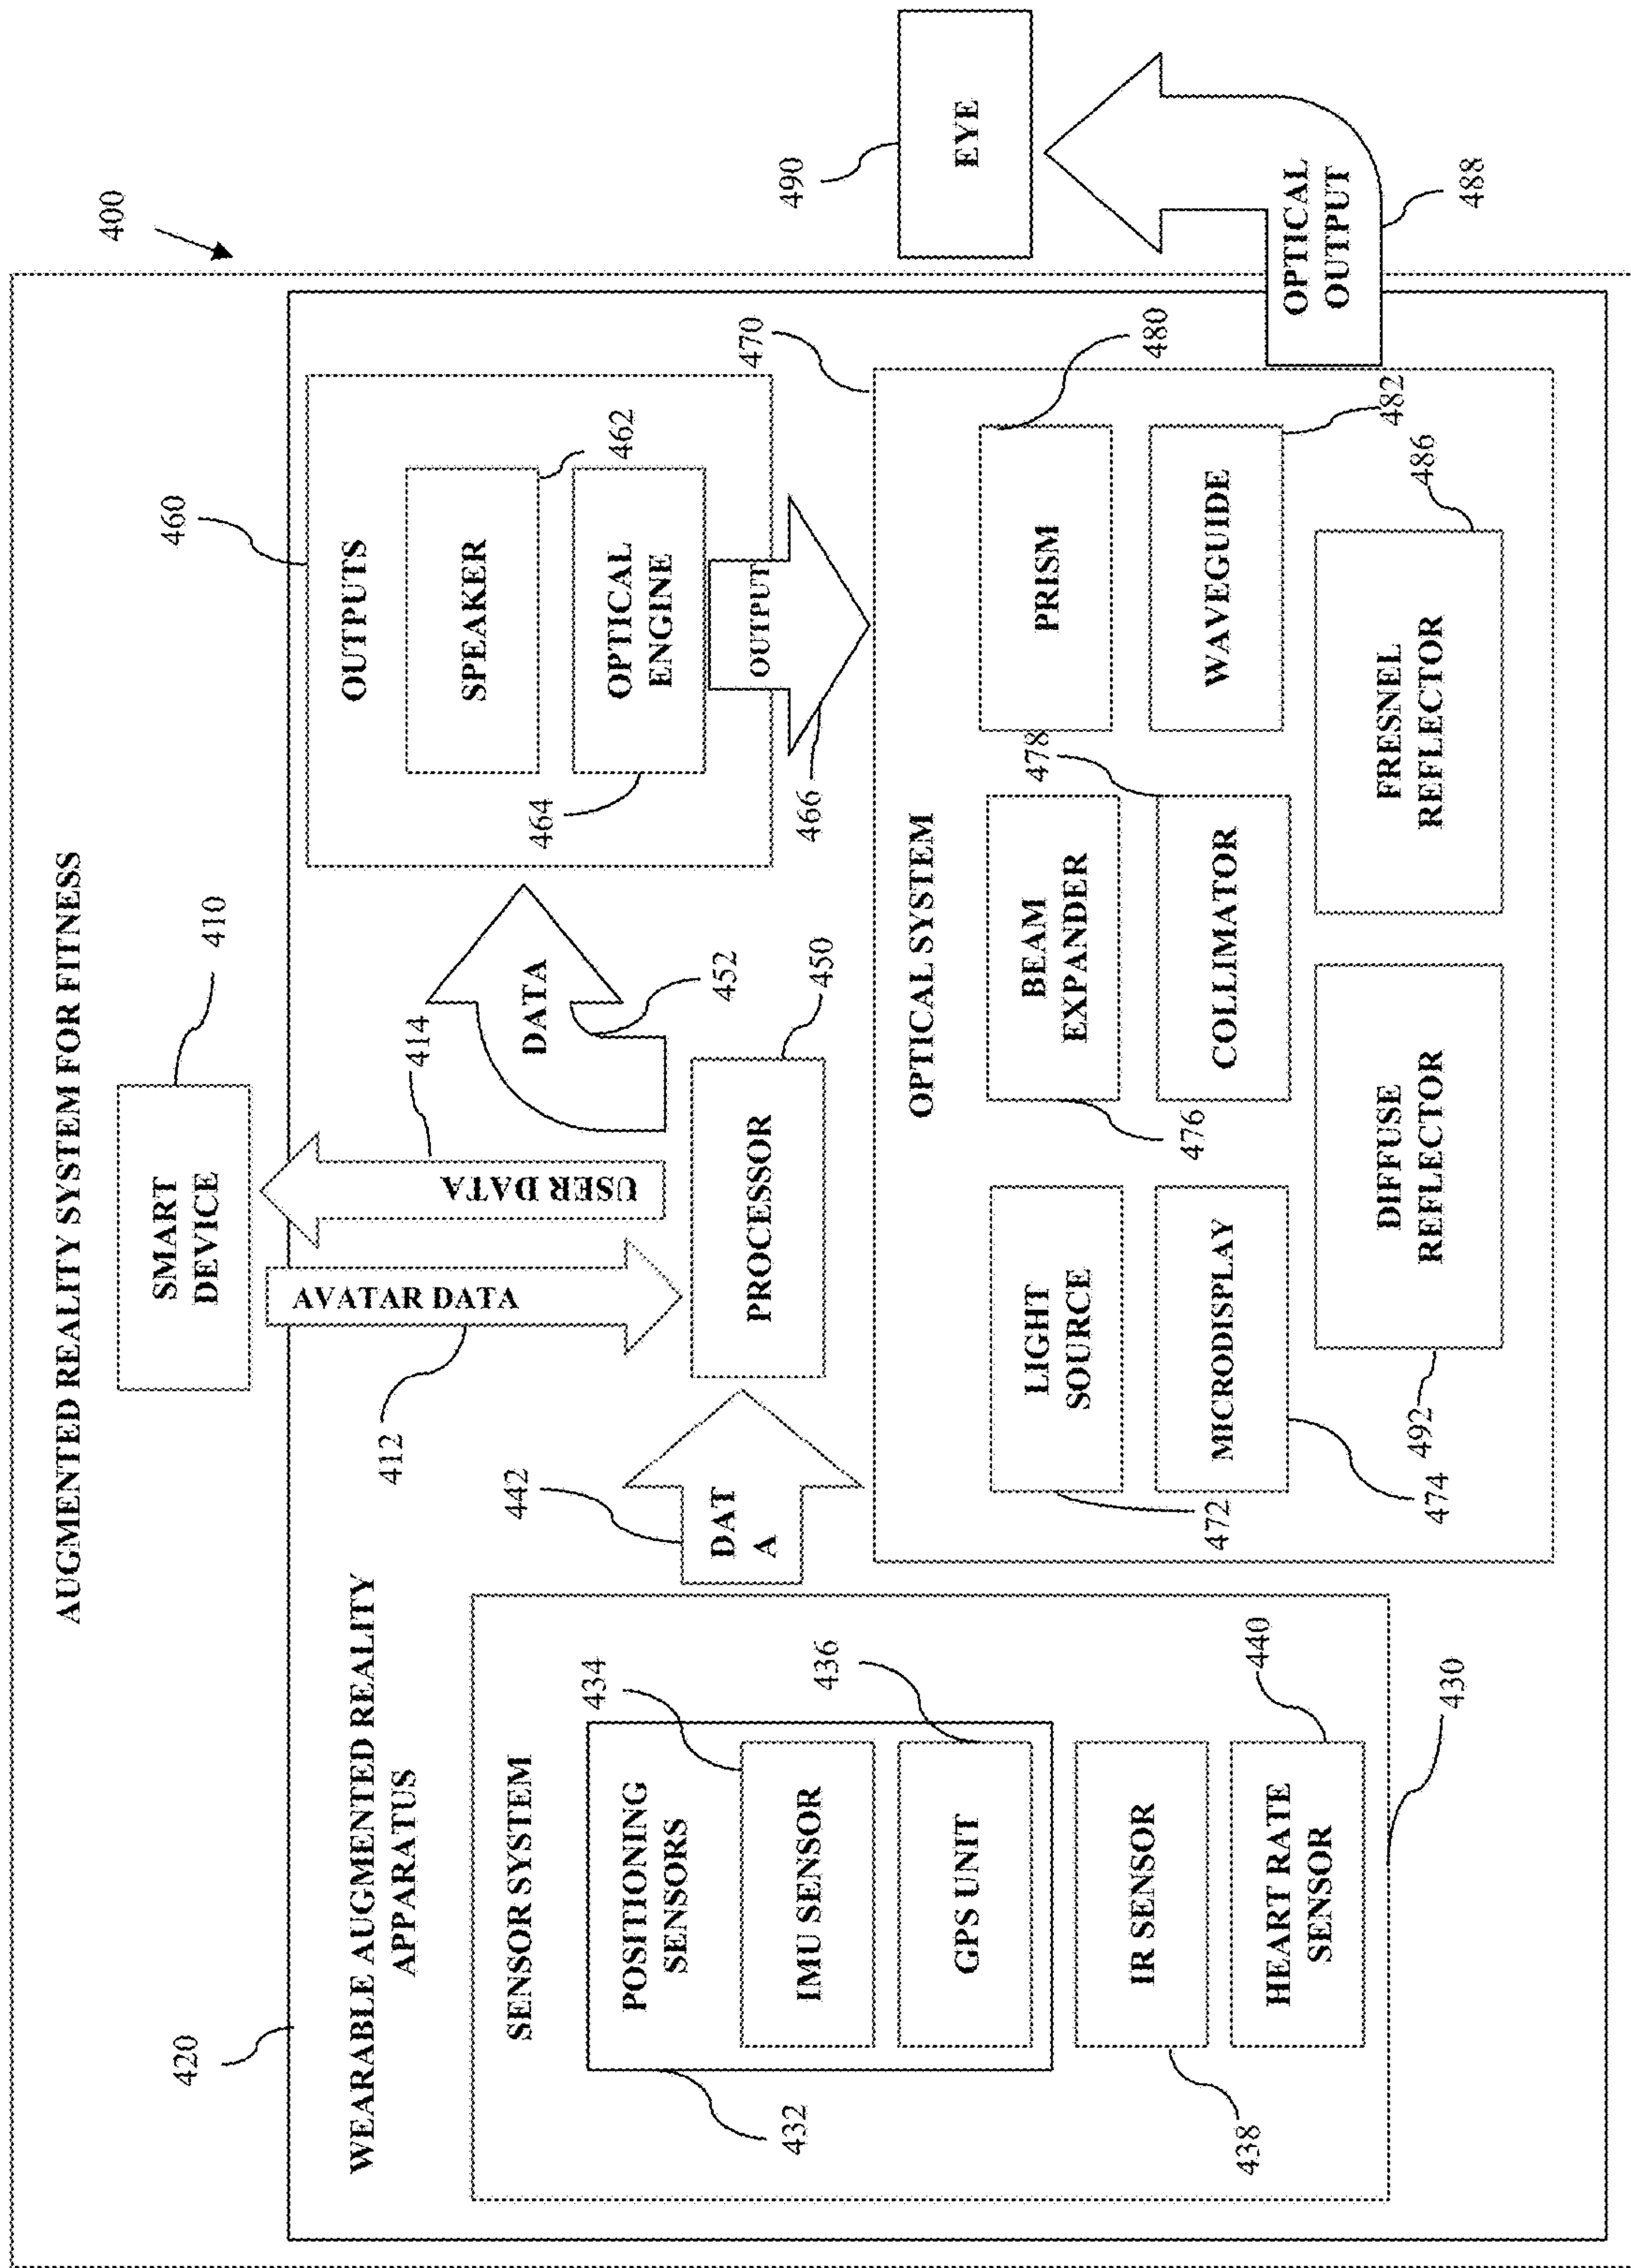 AUGMENTED REALITY SYSTEM FOR FITNESS
400
SMART
DEVICE
410
420
WEARABLE AUGMENTED REALITY
APPARATUS
AVATAR DATA
412
USER DATA
414
SENSOR SYSTEM
POSITIONING
SENSORS
432
IMU SENSOR
434
GPS UNIT
436
IR SENSOR
438
HEART RATE
SENSOR
440
430
442
DAT
A
PROCESSOR
450
DATA
452
460
OUTPUTS
SPEAKER
462
OPTICAL
ENGINE
464
OUTPUT
466
470
OPTICAL SYSTEM
LIGHT
SOURCE
472
MICRODISPLAY
474
BEAM
EXPANDER
476
COLLIMATOR
478
PRISM
480
WAVEGUIDE
482
DIFFUSE
REFLECTOR
492
FRESNEL
REFLECTOR
486
OPTICAL
OUTPUT
488
EYE
490